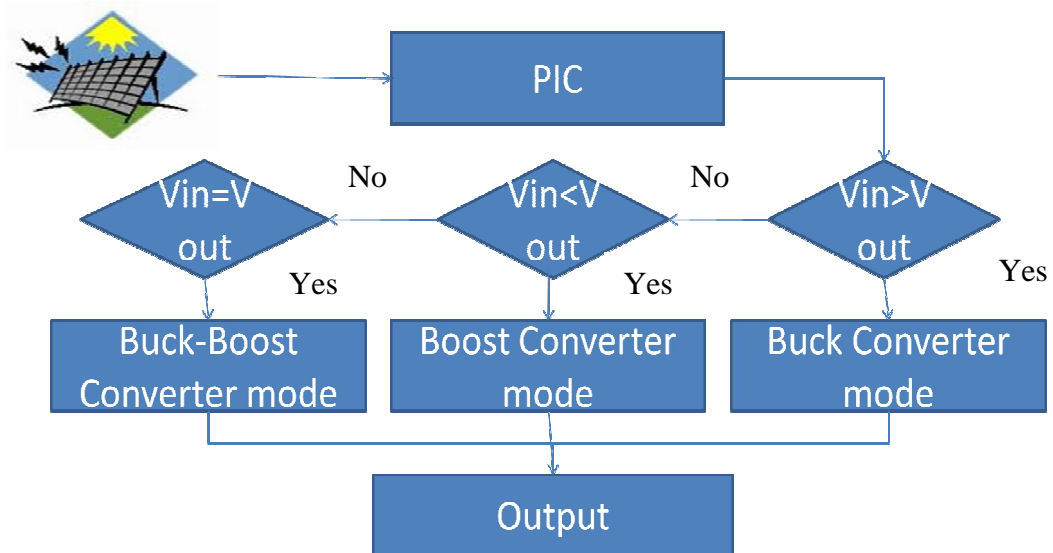 PIC
Vin=V
out
No
Vin<V
out
No
Vin>V
out
Yes
Yes
Yes
Buck-Boost
Converter mode
Boost Converter
mode
Buck Converter
mode
Output